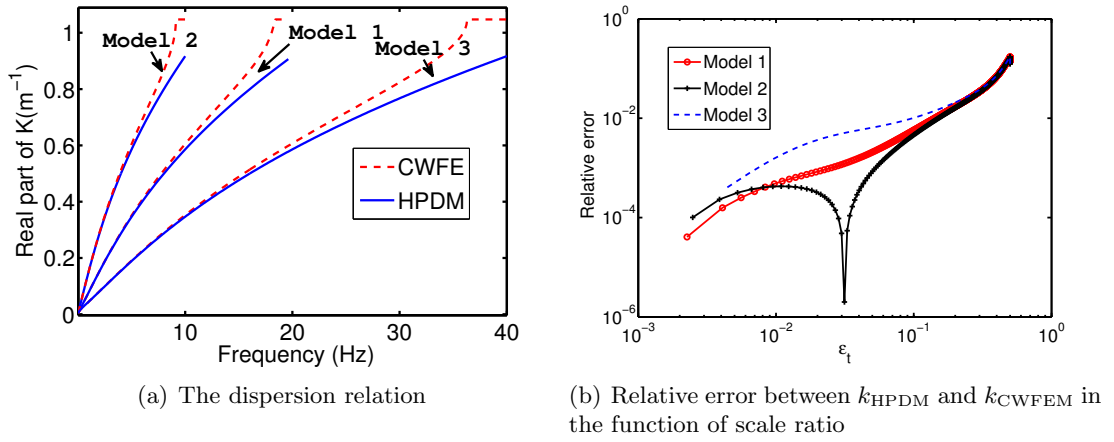 Real part of K(m⁻¹)
1
0.8
0.6
0.4
0.2
0
Model 2
Model 1
Model 3
CWFE
HPDM
0 10 20 30 40
Frequency (Hz)
(a) The dispersion relation
Relative error
10⁰
10⁻²
10⁻⁴
10⁻⁶
Model 1
Model 2
Model 3
10⁻³ 10⁻² 10⁻¹ 10⁰
εₜ
(b) Relative error between k_HPDM and k_CWFEM in
the function of scale ratio